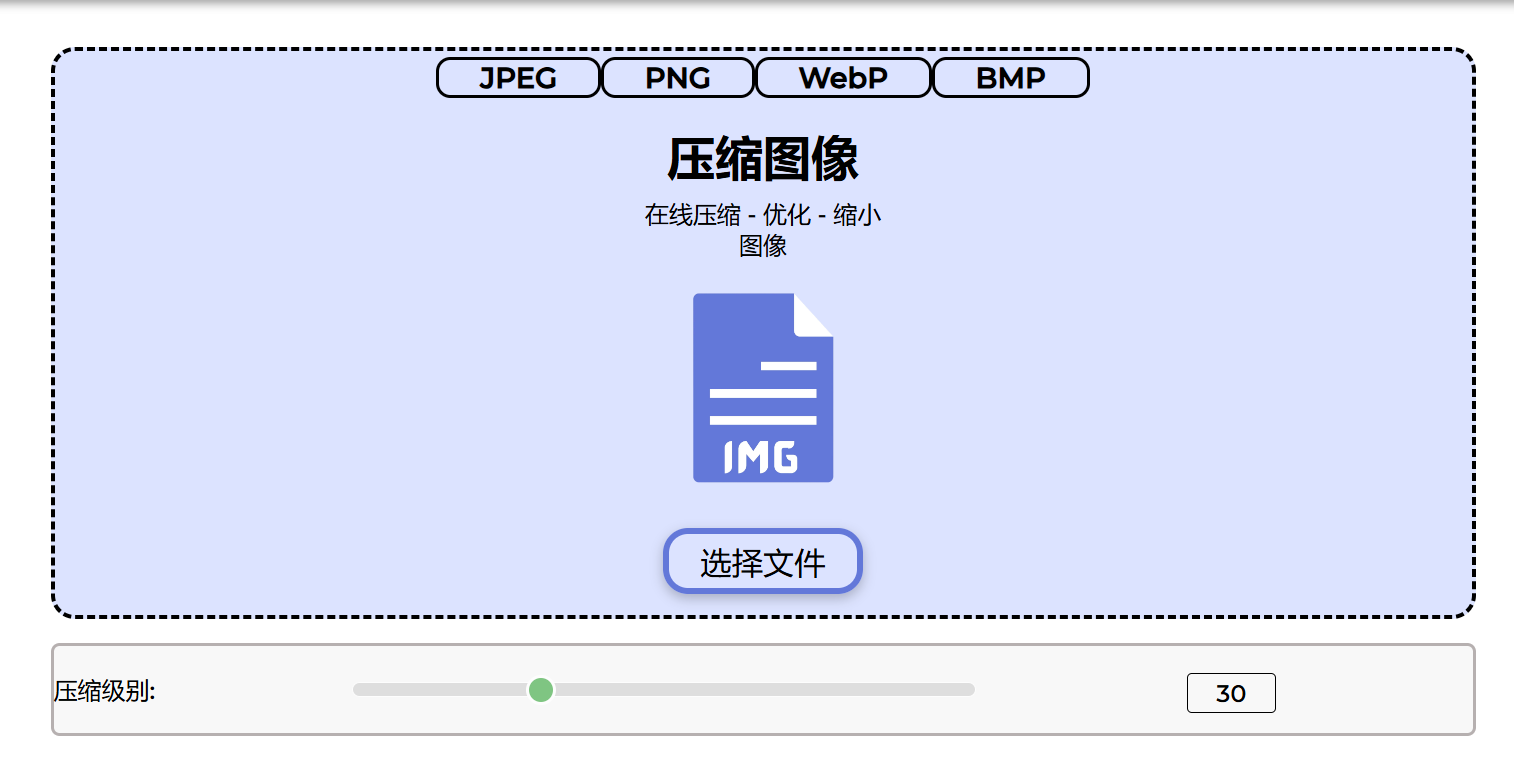 JPEG PNG WebP BMP
压缩图像
在线压缩 - 优化 - 缩小
图像
IMG
选择文件
压缩级别: 30